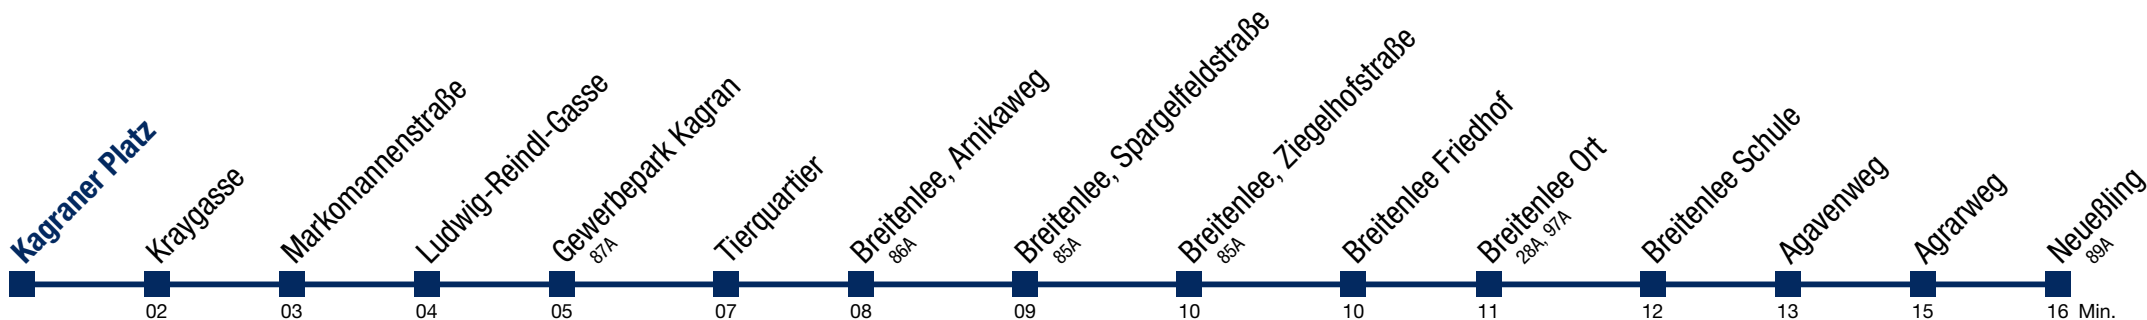 Kagraner Platz
Kraygasse
Markomannenstraße
Ludwig-Reindl-Gasse
Gewerbepark Kagran
87A
Tierquartier
Breitenlee, Arnikaweg
86A
Breitenlee, Spargelfeldstraße
85A
Breitenlee, Ziegelhofstraße
85A
Breitenlee Friedhof
Breitenlee Ort
28A, 97A
Breitenlee Schule
Agavenweg
Agrarweg
Neueßling
89A
02 03 04 05 07 08 09 10 10 11 12 13 15 16 Min.